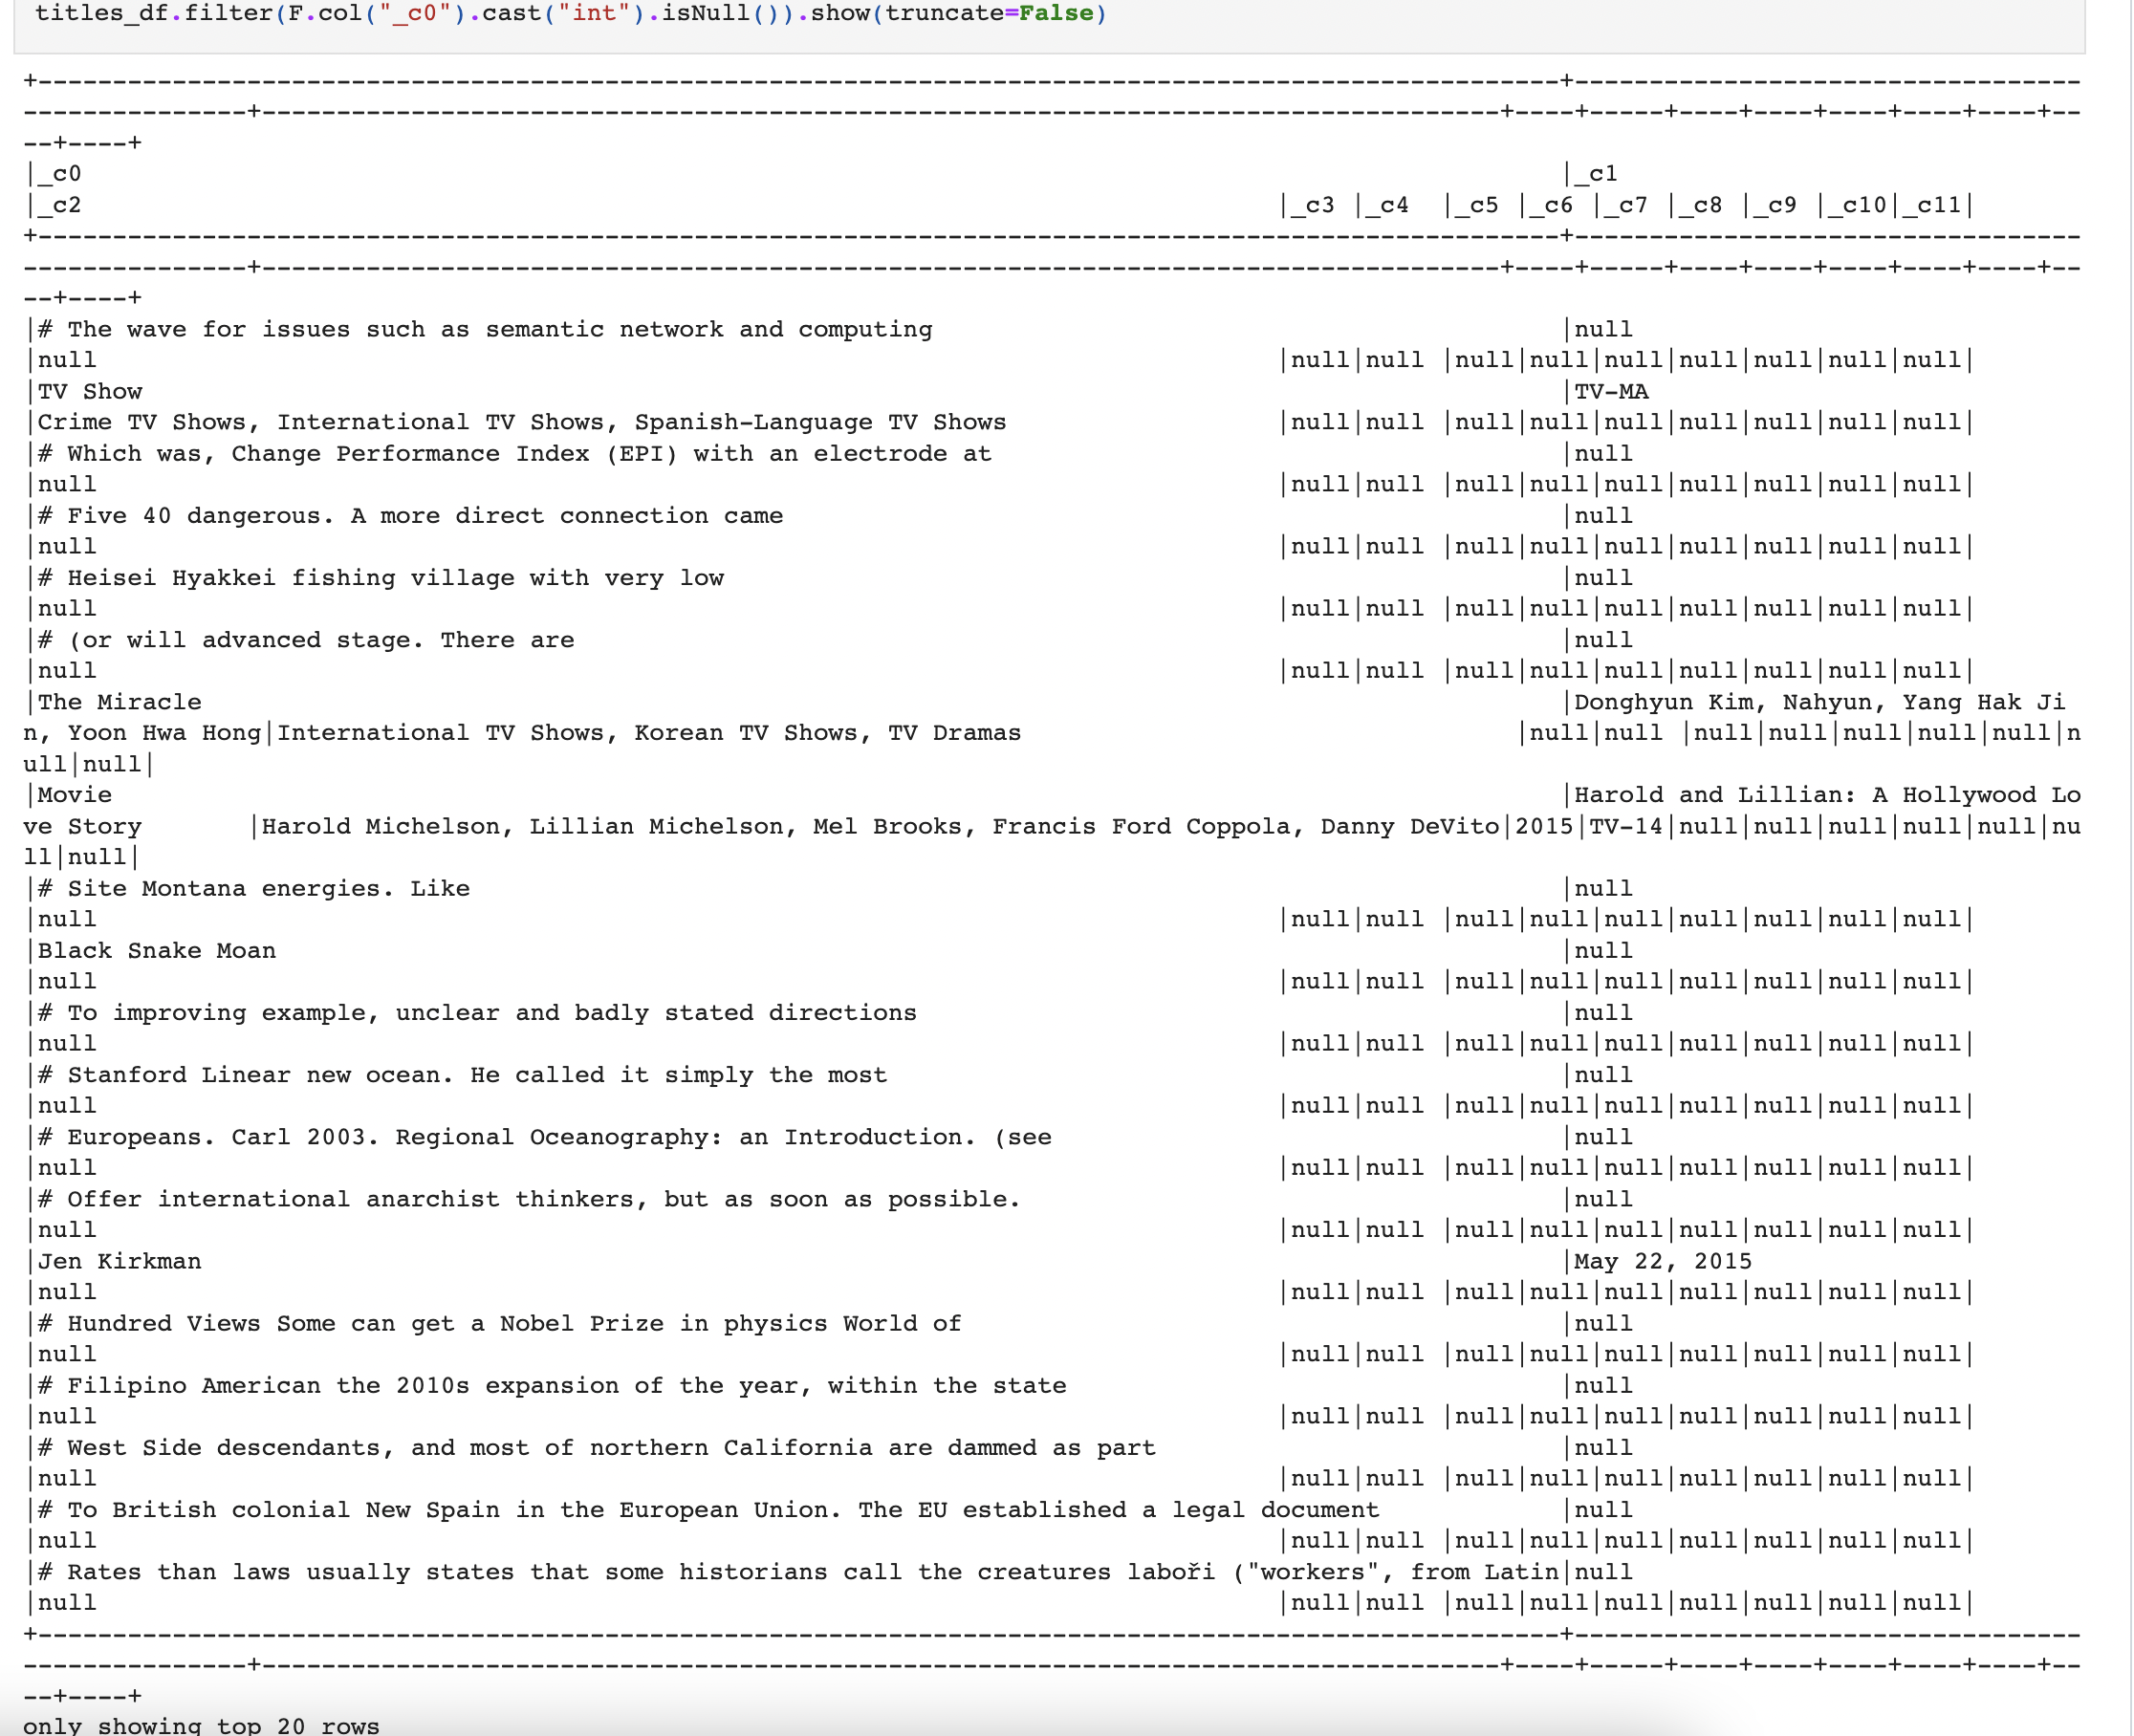 titles_df.filter(F.col("_c0").cast("int").isNull()).show(truncate=False)
+------------------------------------------------------------------------------------------------------+----------------------------------
---------------+-----------------------------------------------------------------------------------+----+-----+----+----+----+----+----+--
--+----+
|_c0                                                                                                   |_c1
|_c2                                                                                |_c3 |_c4  |_c5 |_c6 |_c7 |_c8 |_c9 |_c10|_c11|
+------------------------------------------------------------------------------------------------------+----------------------------------
---------------+-----------------------------------------------------------------------------------+----+-----+----+----+----+----+----+--
--+----+
|# The wave for issues such as semantic network and computing                                          |null
|null                                                                               |null|null |null|null|null|null|null|null|null|
|TV Show                                                                                               |TV-MA
|Crime TV Shows, International TV Shows, Spanish-Language TV Shows                  |null|null |null|null|null|null|null|null|null|
|# Which was, Change Performance Index (EPI) with an electrode at                                      |null
|null                                                                               |null|null |null|null|null|null|null|null|null|
|# Five 40 dangerous. A more direct connection came                                                    |null
|null                                                                               |null|null |null|null|null|null|null|null|null|
|# Heisei Hyakkei fishing village with very low                                                        |null
|null                                                                               |null|null |null|null|null|null|null|null|null|
|# (or will advanced stage. There are                                                                  |null
|null                                                                               |null|null |null|null|null|null|null|null|null|
|The Miracle                                                                                           |Donghyun Kim, Nahyun, Yang Hak Ji
n, Yoon Hwa Hong|International TV Shows, Korean TV Shows, TV Dramas                                 |null|null |null|null|null|null|null|n
ull|null|
|Movie                                                                                                 |Harold and Lillian: A Hollywood Lo
ve Story       |Harold Michelson, Lillian Michelson, Mel Brooks, Francis Ford Coppola, Danny DeVito|2015|TV-14|null|null|null|null|null|nu
ll|null|
|# Site Montana energies. Like                                                                         |null
|null                                                                               |null|null |null|null|null|null|null|null|null|
|Black Snake Moan                                                                                      |null
|null                                                                               |null|null |null|null|null|null|null|null|null|
|# To improving example, unclear and badly stated directions                                           |null
|null                                                                               |null|null |null|null|null|null|null|null|null|
|# Stanford Linear new ocean. He called it simply the most                                             |null
|null                                                                               |null|null |null|null|null|null|null|null|null|
|# Europeans. Carl 2003. Regional Oceanography: an Introduction. (see                                  |null
|null                                                                               |null|null |null|null|null|null|null|null|null|
|# Offer international anarchist thinkers, but as soon as possible.                                    |null
|null                                                                               |null|null |null|null|null|null|null|null|null|
|Jen Kirkman                                                                                           |May 22, 2015
|null                                                                               |null|null |null|null|null|null|null|null|null|
|# Hundred Views Some can get a Nobel Prize in physics World of                                        |null
|null                                                                               |null|null |null|null|null|null|null|null|null|
|# Filipino American the 2010s expansion of the year, within the state                                 |null
|null                                                                               |null|null |null|null|null|null|null|null|null|
|# West Side descendants, and most of northern California are dammed as part                           |null
|null                                                                               |null|null |null|null|null|null|null|null|null|
|# To British colonial New Spain in the European Union. The EU established a legal document            |null
|null                                                                               |null|null |null|null|null|null|null|null|null|
|# Rates than laws usually states that some historians call the creatures laboři ("workers", from Latin|null
|null                                                                               |null|null |null|null|null|null|null|null|null|
+------------------------------------------------------------------------------------------------------+----------------------------------
---------------+-----------------------------------------------------------------------------------+----+-----+----+----+----+----+----+--
--+----+
only showing top 20 rows